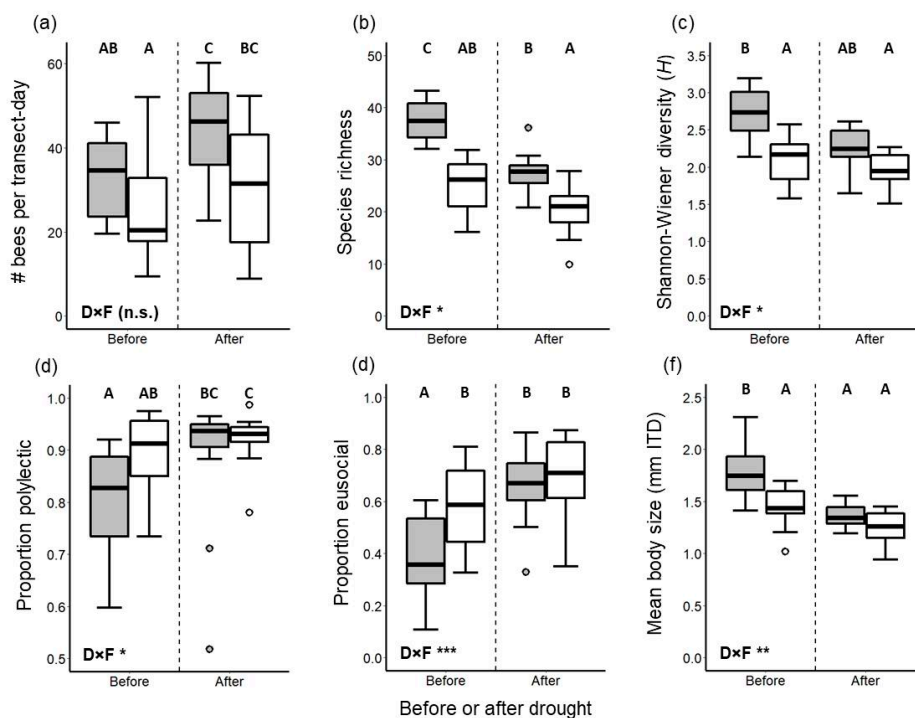 (a)
AB A C BC
# bees per transect-day
60
40
20
0
D×F (n.s.)
Before After
(b)
C AB B A
Species richness
50
40
30
20
10
0
D×F *
Before After
(c)
B A AB A
Shannon-Wiener diversity (H)
3.5
3.0
2.5
2.0
1.5
1.0
0.5
0.0
D×F *
Before After
(d)
A AB BC C
Proportion polylectic
1.0
0.9
0.8
0.7
0.6
0.5
D×F *
Before After
(d)
A B B B
Proportion eusocial
1.0
0.8
0.6
0.4
0.2
0.0
D×F ***
Before After
(f)
B A A A
Mean body size (mm ITD)
2.5
2.0
1.5
1.0
0.5
0.0
D×F **
Before After
Before or after drought